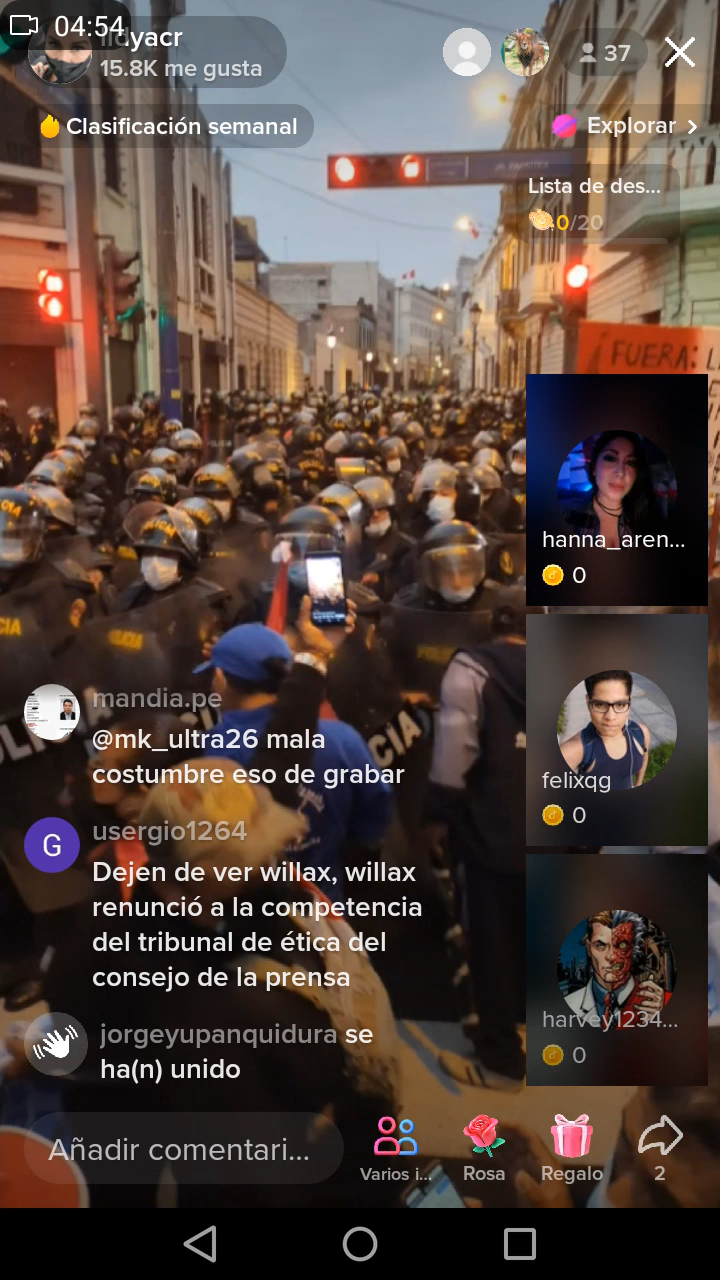 04:54
15.8K me gusta
37
Clasificación semanal
Explorar
Lista de des...
0/20
¡FUERA:
hanna_aren...
0
POLICIA
felixqg
0
mandia.pe
@mk_ultra26 mala
costumbre eso de grabar
usergio1264
G
Dejen de ver willax, willax
renunció a la competencia
del tribunal de ética del
consejo de la prensa
harvey1234...
0
jorgeyupanquidura se
ha(n) unido
Añadir comentari...
Varios i...
Rosa
Regalo
2